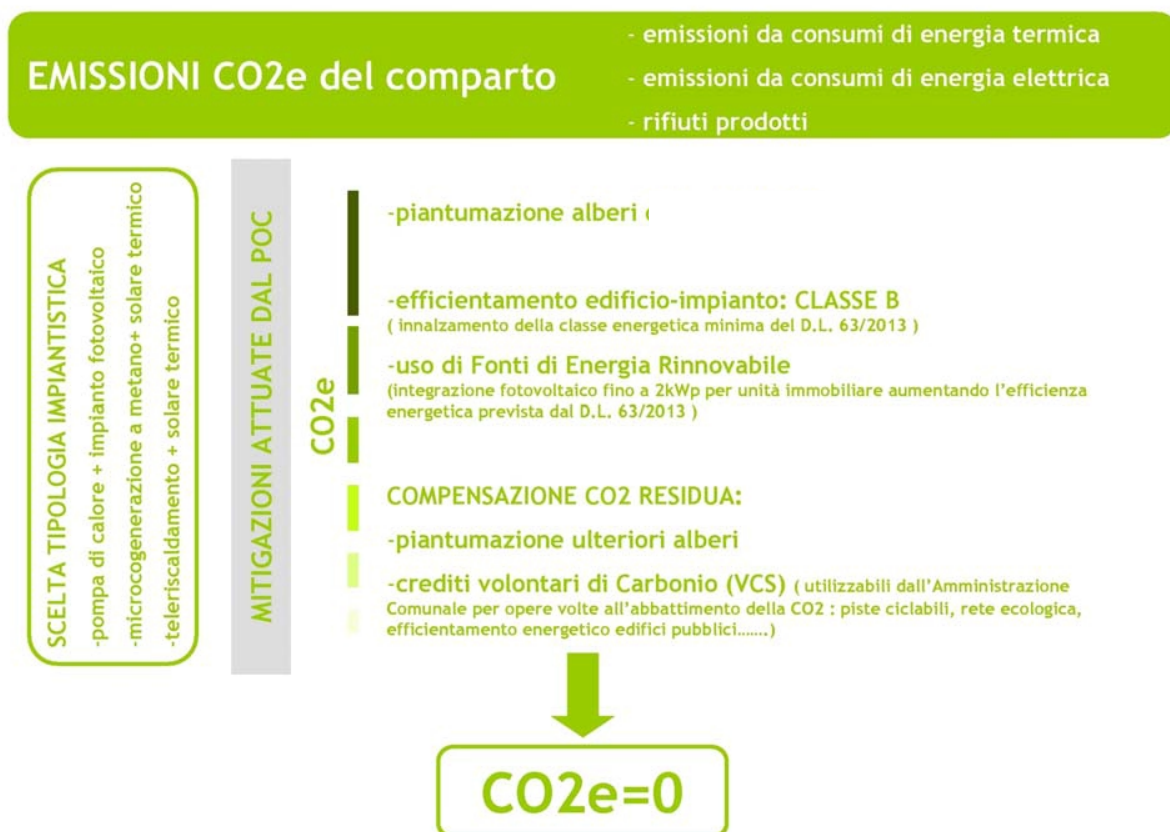 EMISSIONI CO2e del comparto
- emissioni da consumi di energia termica
- emissioni da consumi di energia elettrica
- rifiuti prodotti
SCELTA TIPOLOGIA IMPIANTISTICA
-pompa di calore + impianto fotovoltaico
-microcogenerazione a metano+ solare termico
-teleriscaldamento + solare termico
MITIGAZIONI ATTUATE DAL POC
CO2e
-piantumazione alberi
-efficientamento edificio-impianto: CLASSE B
( innalzamento della classe energetica minima del D.L. 63/2013 )
-uso di Fonti di Energia Rinnovabile
(integrazione fotovoltaico fino a 2kWp per unità immobiliare aumentando l'efficienza
energetica prevista dal D.L. 63/2013 )
COMPENSAZIONE CO2 RESIDUA:
-piantumazione ulteriori alberi
-crediti volontari di Carbonio (VCS) ( utilizzabili dall'Amministrazione
Comunale per opere volte all'abbattimento della CO2 : piste ciclabili, rete ecologica,
efficientamento energetico edifici pubblici…….)
CO2e=0